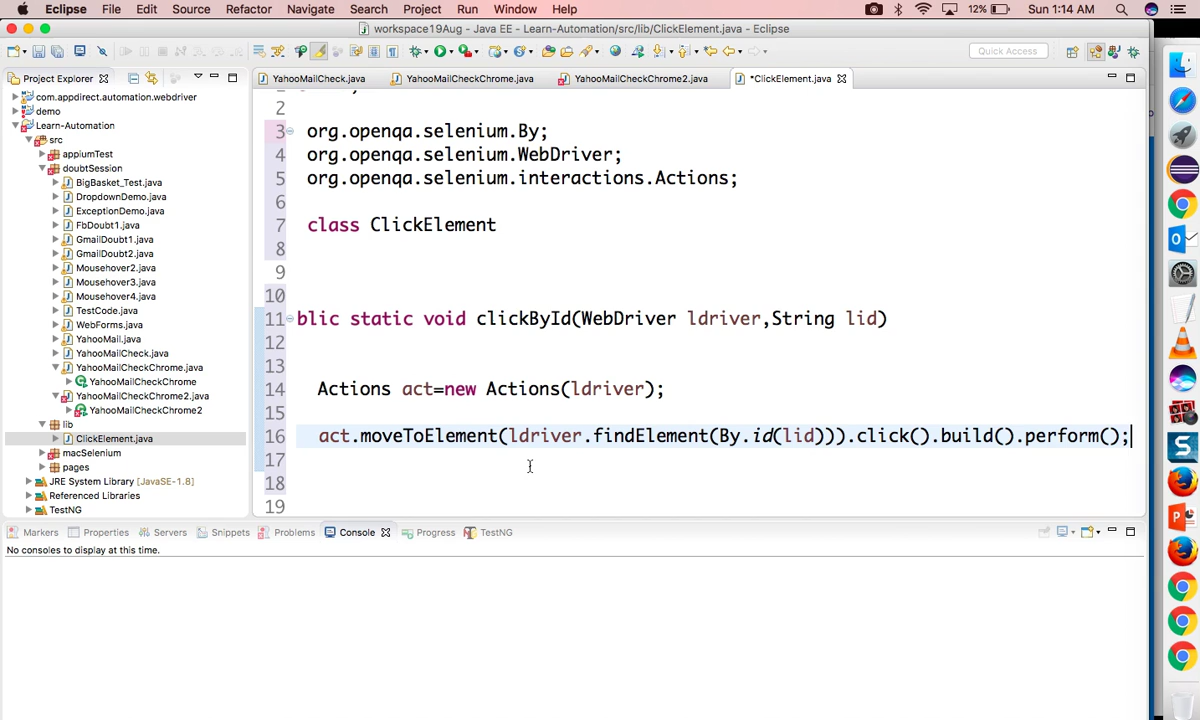 Eclipse File Edit Source Refactor Navigate Search Project Run Window Help 12% Sun 1:14 AM
workspace19Aug - Java EE - Learn-Automation/src/lib/ClickElement.java - Eclipse
Quick Access
Project Explorer
YahooMailCheck.java
YahooMailCheckChrome.java
YahooMailCheckChrome2.java
*ClickElement.java
com.appdirect.automation.webdriver
demo
Learn-Automation
src
appiumTest
doubtSession
BigBasket_Test.java
DropdownDemo.java
ExceptionDemo.java
FbDoubt1.java
GmailDoubt1.java
GmailDoubt2.java
Mousehover2.java
Mousehover3.java
Mousehover4.java
TestCode.java
WebForms.java
YahooMail.java
YahooMailCheck.java
YahooMailCheckChrome.java
YahooMailCheckChrome
YahooMailCheckChrome2.java
YahooMailCheckChrome2
lib
ClickElement.java
macSelenium
pages
JRE System Library [JavaSE-1.8]
Referenced Libraries
TestNG
2
3 org.openqa.selenium.By;
4 org.openqa.selenium.WebDriver;
5 org.openqa.selenium.interactions.Actions;
6
7 class ClickElement
8
9
10
11 blic static void clickById(WebDriver ldriver,String lid)
12
13
14 Actions act=new Actions(ldriver);
15
16 act.moveToElement(ldriver.findElement(By.id(lid))).click().build().perform();
17
18
19
Markers Properties Servers Snippets Problems Console Progress TestNG
No consoles to display at this time.